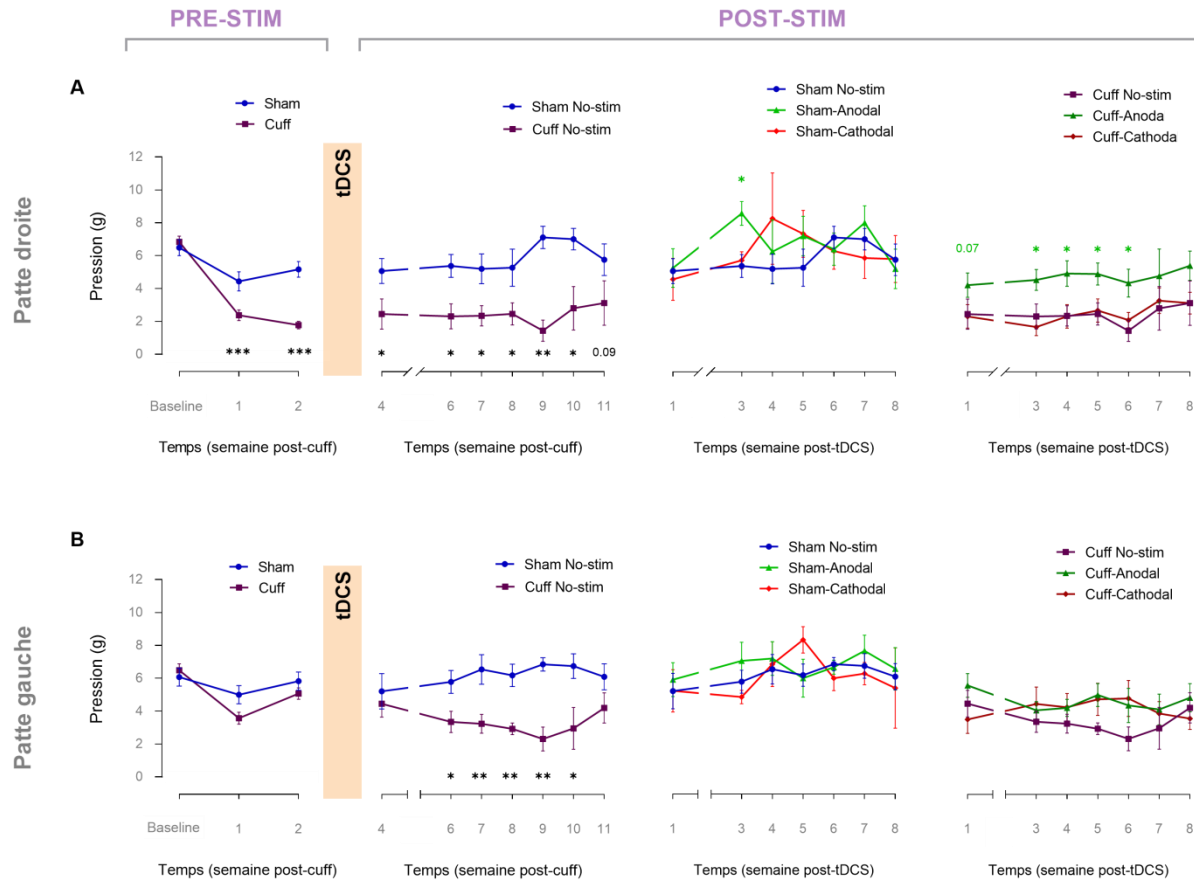 PRE-STIM
POST-STIM
A
Sham
Cuff
Sham No-stim
Cuff No-stim
Sham No-stim
Sham-Anodal
Sham-Cathodal
Cuff No-stim
Cuff-Anoda
Cuff-Cathoda
Patte droite
Pression (g)
12
10
8
6
4
2
0
tDCS
*** ***
* * * * ** * 0.09
*
0.07 * * * *
Baseline 1 2
4 6 7 8 9 10 11
1 3 4 5 6 7 8
1 3 4 5 6 7 8
Temps (semaine post-cuff)
Temps (semaine post-cuff)
Temps (semaine post-tDCS)
Temps (semaine post-tDCS)
B
Sham
Cuff
Sham No-stim
Cuff No-stim
Sham No-stim
Sham-Anodal
Sham-Cathodal
Cuff No-stim
Cuff-Anodal
Cuff-Cathodal
Patte gauche
Pression (g)
12
10
8
6
4
2
0
tDCS
* ** ** ** *
Baseline 1 2
4 6 7 8 9 10 11
1 3 4 5 6 7 8
1 3 4 5 6 7 8
Temps (semaine post-cuff)
Temps (semaine post-cuff)
Temps (semaine post-tDCS)
Temps (semaine post-tDCS)